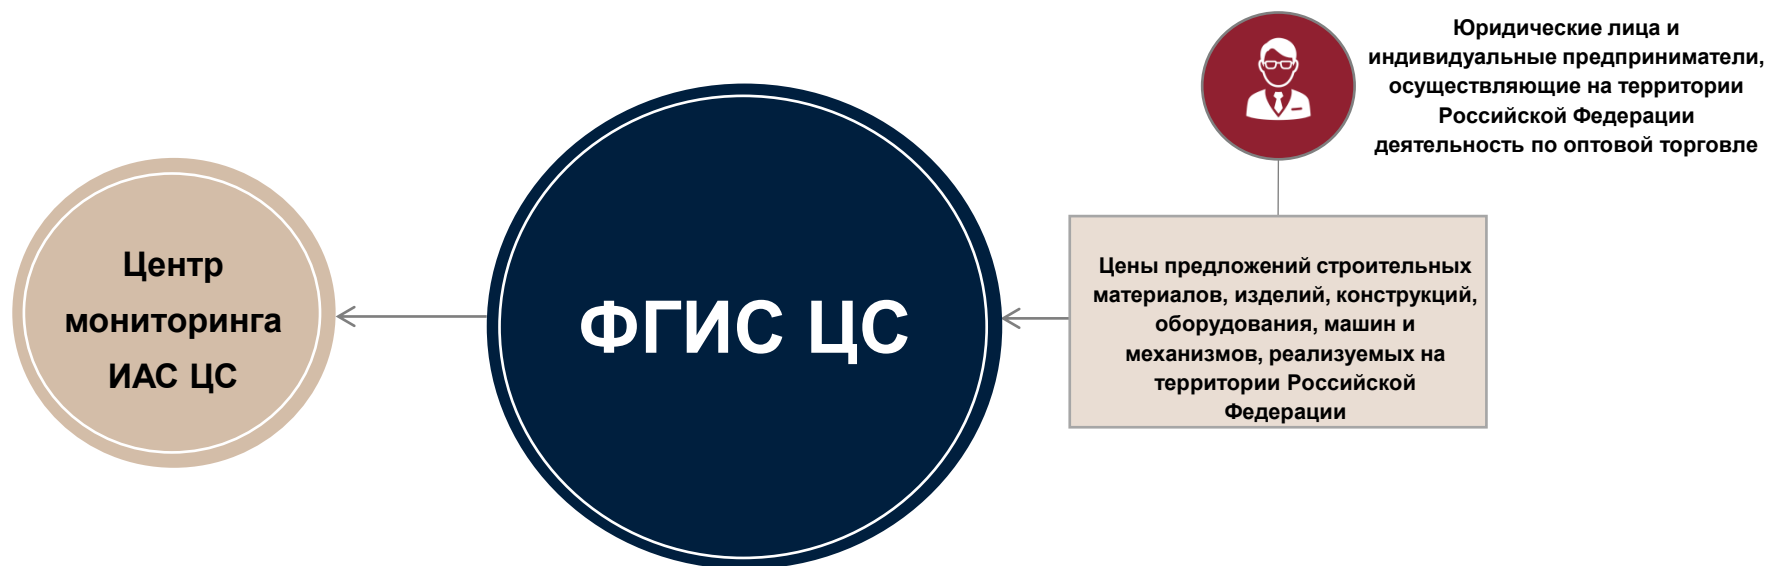 Юридические лица и
индивидуальные предприниматели,
осуществляющие на территории
Российской Федерации
деятельность по оптовой торговле
Центр
мониторинга
ИАС ЦС
ФГИС ЦС
Цены предложений строительных
материалов, изделий, конструкций,
оборудования, машин и
механизмов, реализуемых на
территории Российской
Федерации